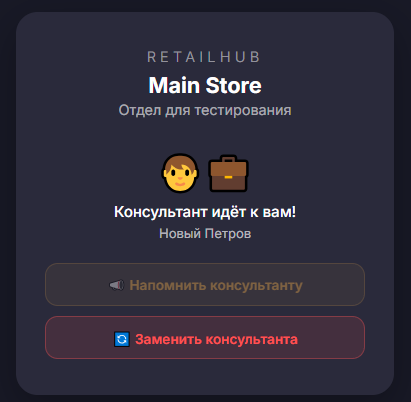 RETAILHUB
Main Store
Отдел для тестирования
Консультант идёт к вам!
Новый Петров
Напомнить консультанту
Заменить консультанта